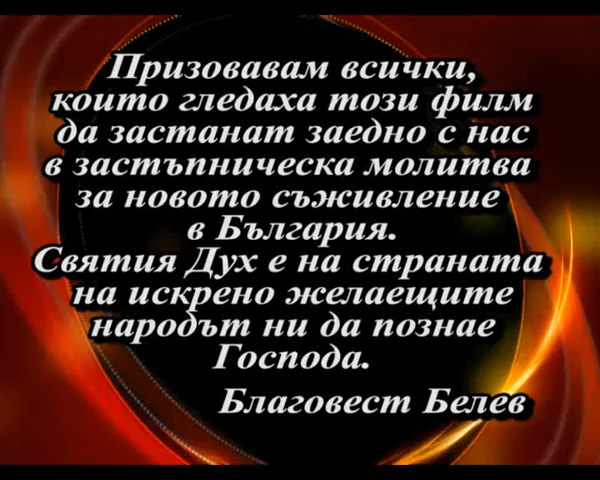 Призовавам всички,
които гледаха този филм
да застанат заедно с нас
в застъпническа молитва
за новото съживление
в България.
Святия Дух е на страната
на искрено желаещите
народът ни да познае
Господа.
Благовест Белев